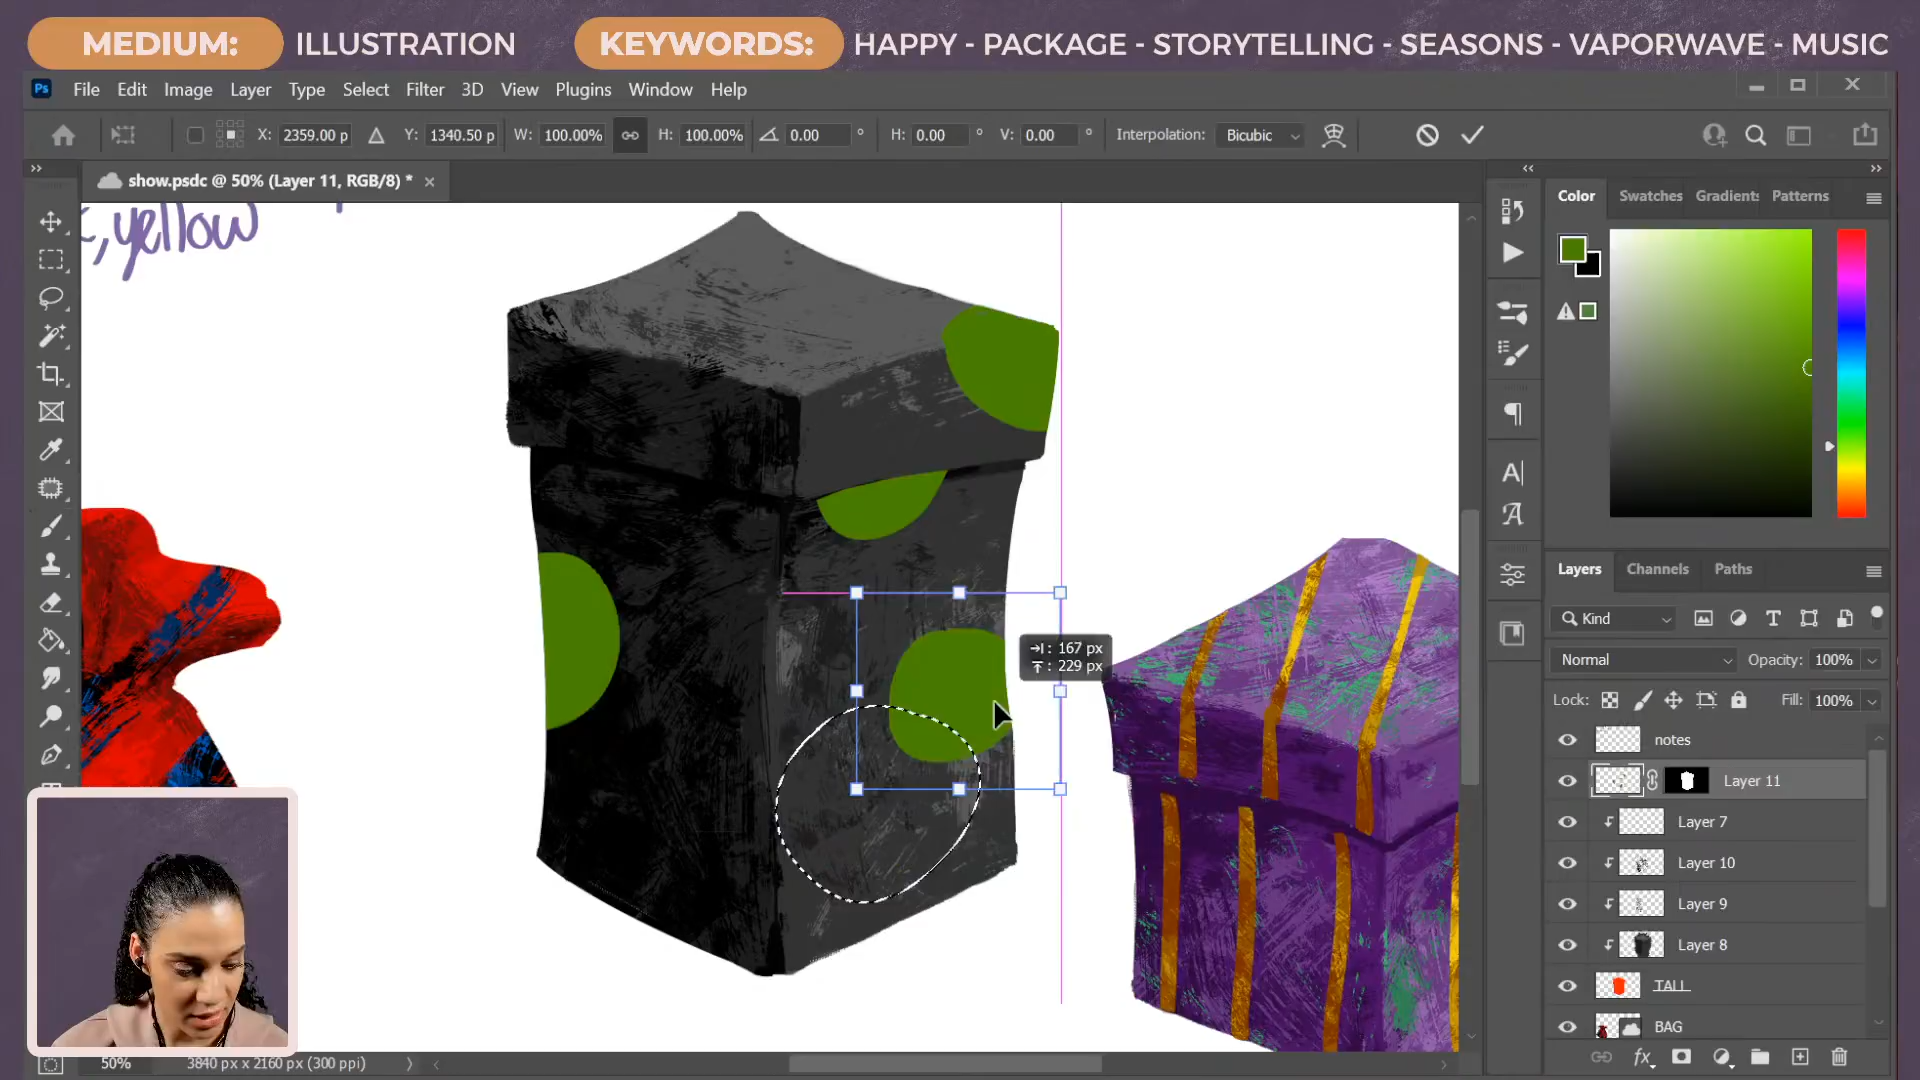 MEDIUM: ILLUSTRATION KEYWORDS: HAPPY - PACKAGE - STORYTELLING - SEASONS - VAPORWAVE - MUSIC
Ps File Edit Image Layer Type Select Filter 3D View Plugins Window Help
X: 2359.00 p Y: 1340.50 p W: 100.00% H: 100.00% 0.00 ° H: 0.00 ° V: 0.00 ° Interpolation: Bicubic
show.psdc @ 50% (Layer 11, RGB/8) * ×
Color Swatches Gradients Patterns
yellow
Layers Channels Paths
Kind
: 167 px
: 229 px
Normal Opacity: 100%
Lock: Fill: 100%
notes
Layer 11
Layer 7
Layer 10
Layer 9
Layer 8
TALL
BAG
50% 3840 px x 2160 px (300 ppi)
fx